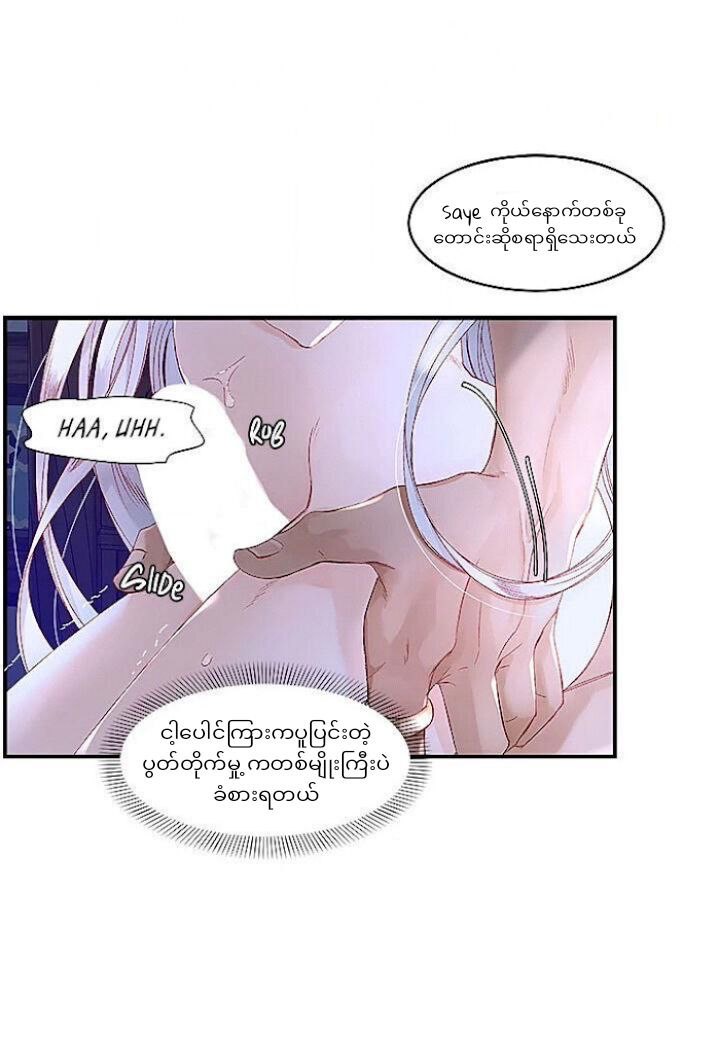 Saye ကိုယ်နောက်တစ်ခု
တောင်းဆိုစရာရှိသေးတယ်
HAA, UHH.
RUB
SLIDE
ငါ့ပေါင်ကြားကပူပြင်းတဲ့
ပွတ်တိုက်မှု့ ကတစ်မျိုးကြီးပဲ
ခံစားရတယ်